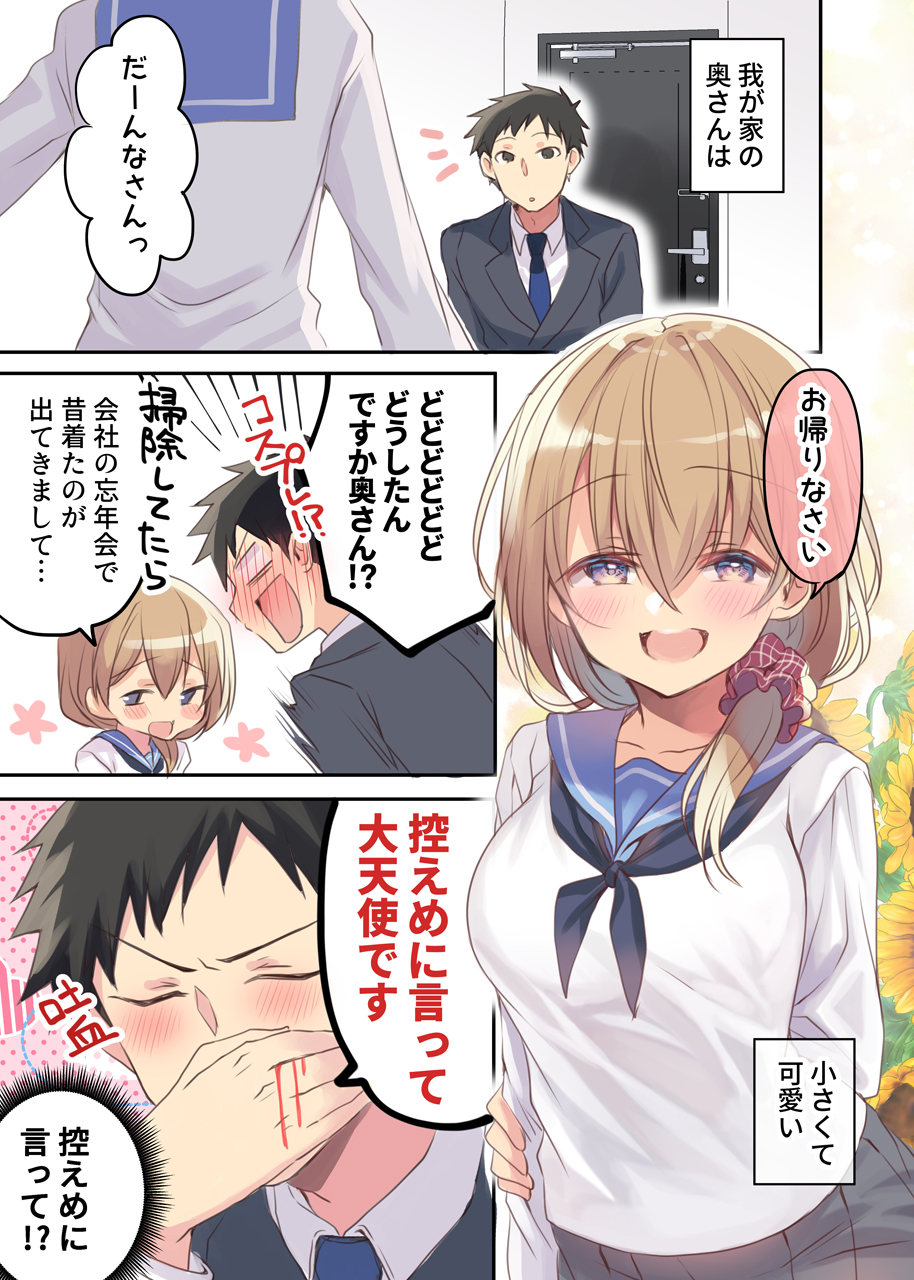 我が家の
奥さんは
だーんなさんっ
お帰りなさい
小さくて
可愛い
どどどどどど
どうしたん
ですか奥さん!?
コスプレ!?
掃除してたら
会社の忘年会で
昔着たのが
出てきまして…
控えめに言って
大天使です
吐血
控えめに
言って!?